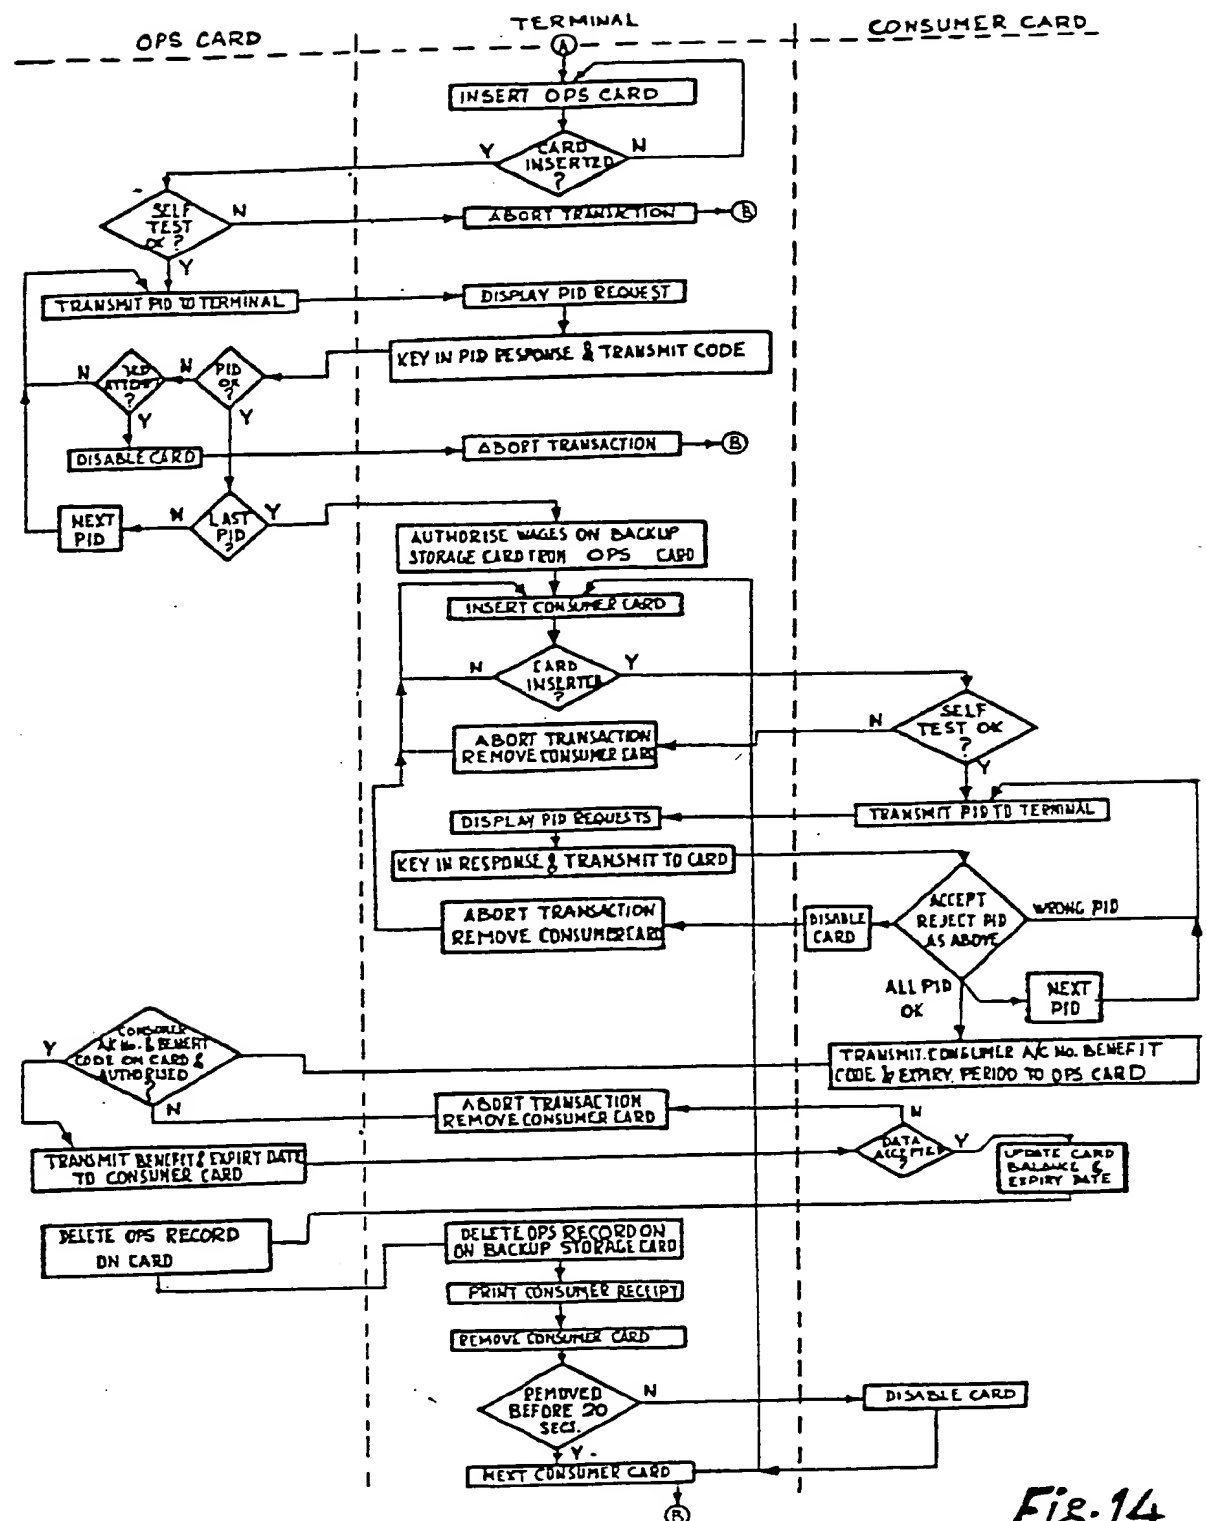 OPS CARD
TERMINAL
CONSUMER CARD
A
INSERT OPS CARD
CARD
INSERTED
?
Y
N
SELF
TEST
OK ?
N
Y
ABORT TRANSACTION
B
TRANSMIT PID TO TERMINAL
DISPLAY PID REQUEST
KEY IN PID RESPONSE & TRANSMIT CODE
N
?
Y
N
PID
OK
?
Y
DISABLE CARD
ABORT TRANSACTION
B
NEXT
PID
N
LAST
PID
?
Y
AUTHORISE WAGES ON BACKUP
STORAGE CARD FROM OPS CARD
INSERT CONSUMER CARD
N
CARD
INSERTED
?
Y
N
SELF
TEST OK
?
Y
ABORT TRANSACTION
REMOVE CONSUMER CARD
TRANSMIT PID TO TERMINAL
DISPLAY PID REQUESTS
KEY IN RESPONSE & TRANSMIT TO CARD
ABORT TRANSACTION
REMOVE CONSUMER CARD
DISABLE
CARD
ACCEPT
REJECT PID
AS ABOVE
WRONG PID
ALL PID
OK
NEXT
PID
Y
CONSUMER
A/C No. & BENEFIT
CODE ON CARD &
AUTHORISED
?
N
TRANSMIT CONSUMER A/C No. BENEFIT
CODE & EXPIRY PERIOD TO OPS CARD
ABORT TRANSACTION
REMOVE CONSUMER CARD
N
DATA
ACCEPTED
?
Y
TRANSMIT BENEFIT & EXPIRY DATE
TO CONSUMER CARD
UPDATE CARD
BALANCE &
EXPIRY DATE
DELETE OPS RECORD
ON CARD
DELETE OPS RECORD ON
ON BACKUP STORAGE CARD
PRINT CONSUMER RECEIPT
REMOVE CONSUMER CARD
REMOVED
BEFORE 20
SECS.
N
Y
DISABLE CARD
NEXT CONSUMER CARD
B
Fig. 14